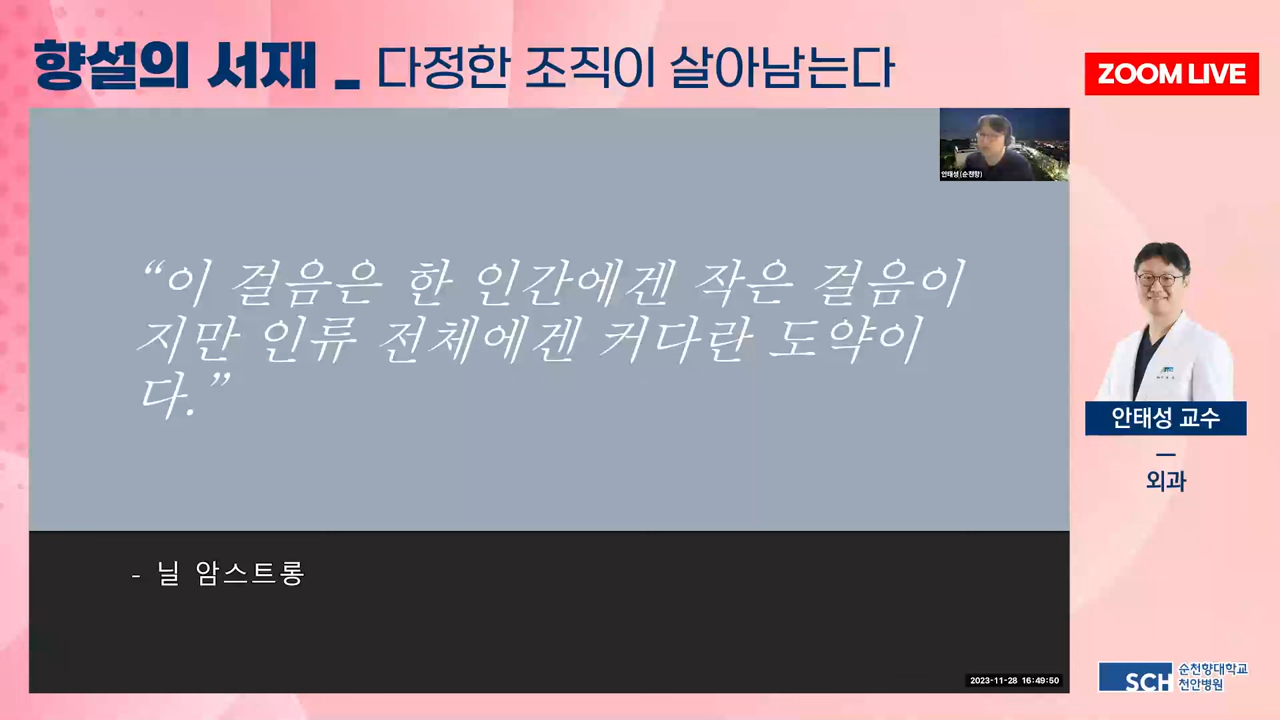 향설의 서재 _ 다정한 조직이 살아남는다
ZOOM LIVE
안태성 (순천향)
“이 걸음은 한 인간에겐 작은 걸음이
지만 인류 전체에겐 커다란 도약이
다.”
- 닐 암스트롱
안태성 교수
외과
2023-11-28 16:49:50
SCH 순천향대학교
천안병원